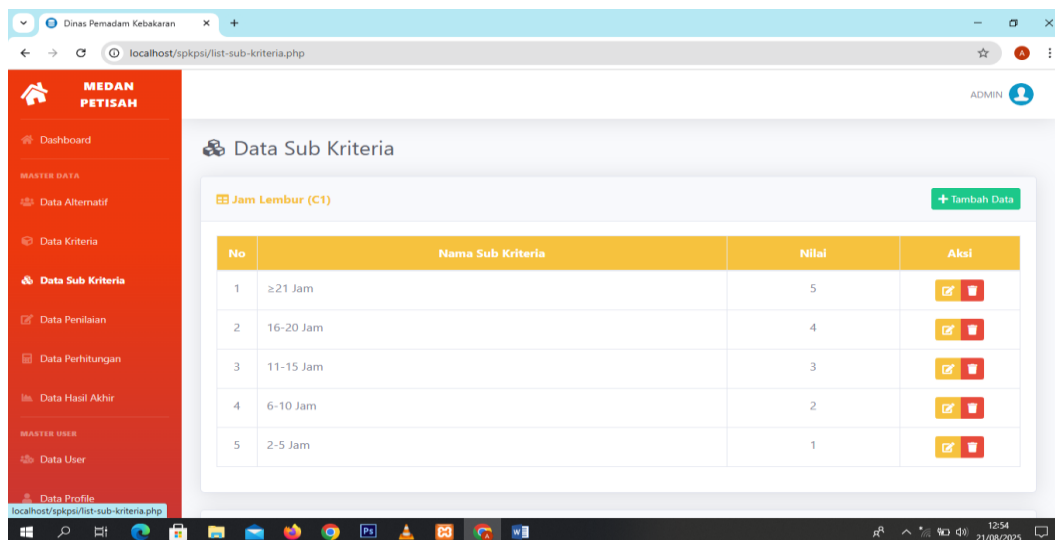 Dinas Pemadam Kebakaran
localhost/spkpsi/list-sub-kriteria.php
A
MEDAN
PETISAH
ADMIN
Dashboard
MASTER DATA
Data Alternatif
Data Kriteria
Data Sub Kriteria
Data Penilaian
Data Perhitungan
Data Hasil Akhir
MASTER USER
Data User
Data Profile
localhost/spkpsi/list-sub-kriteria.php
Data Sub Kriteria
Jam Lembur (C1)
Tambah Data
No Nama Sub Kriteria Nilai Aksi
1 ≥21 Jam 5
2 16-20 Jam 4
3 11-15 Jam 3
4 6-10 Jam 2
5 2-5 Jam 1
Ps
12:54
21/08/2025